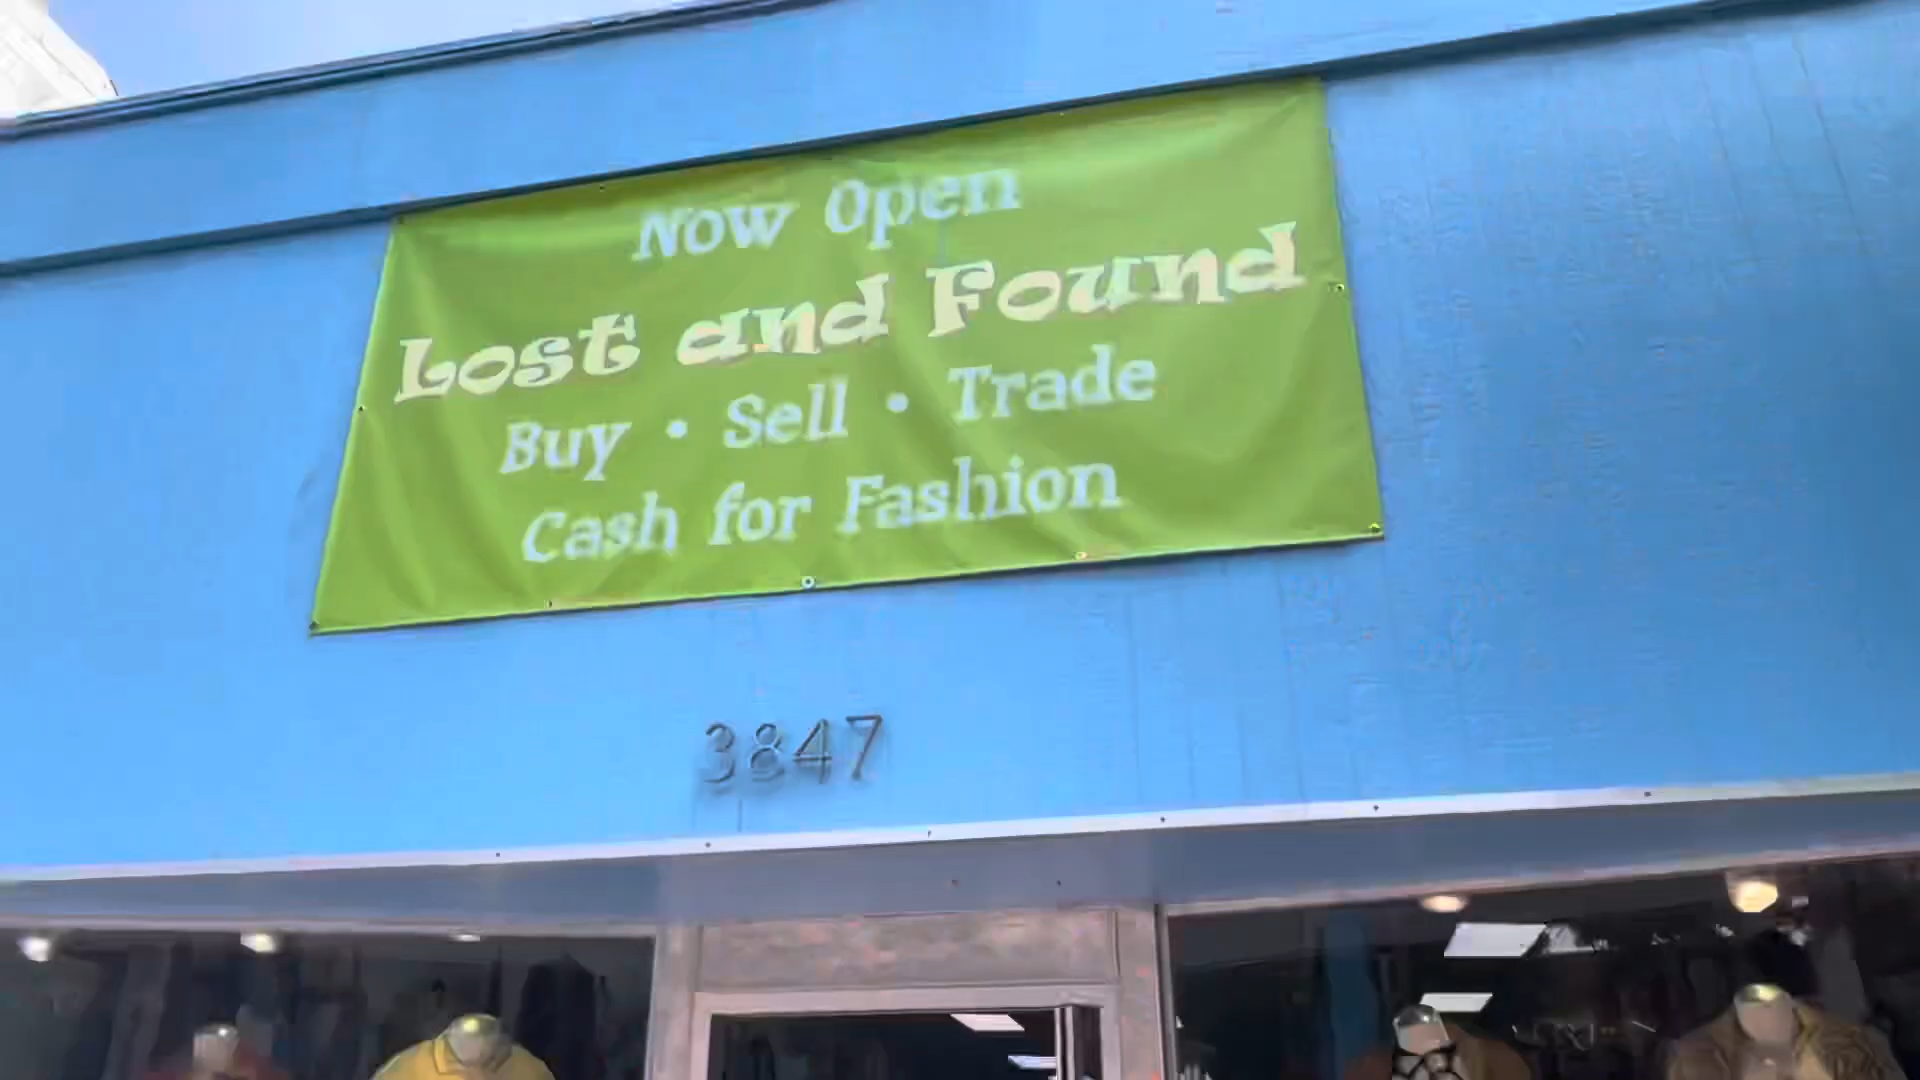 Now Open
Lost and Found
Buy • Sell • Trade
Cash for Fashion
3847